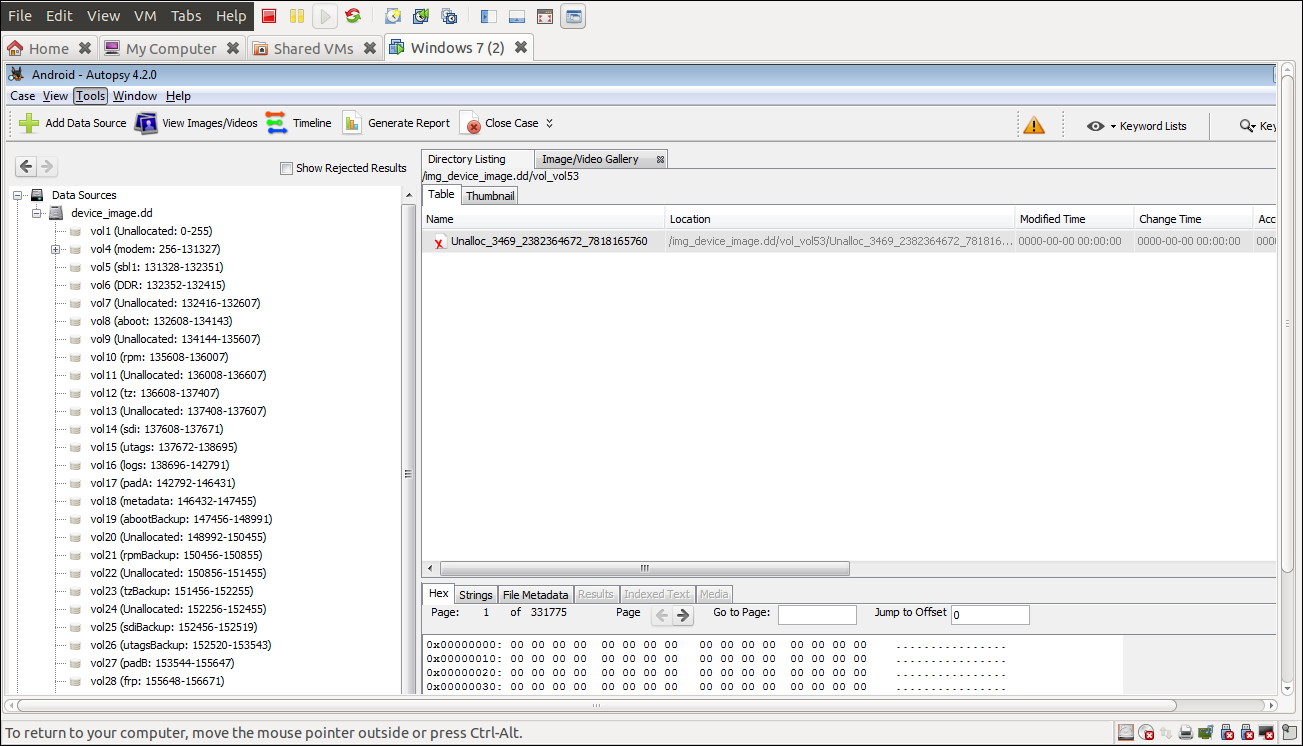 File Edit View VM Tabs Help
Home My Computer Shared VMs Windows 7 (2)
Android - Autopsy 4.2.0
Case View Tools Window Help
Add Data Source View Images/Videos Timeline Generate Report Close Case Keyword Lists Key
Show Rejected Results
Data Sources
device_image.dd
vol1 (Unallocated: 0-255)
vol4 (modem: 256-131327)
vol5 (sbl1: 131328-132351)
vol6 (DDR: 132352-132415)
vol7 (Unallocated: 132416-132607)
vol8 (aboot: 132608-134143)
vol9 (Unallocated: 134144-135607)
vol10 (rpm: 135608-136007)
vol11 (Unallocated: 136008-136607)
vol12 (tz: 136608-137407)
vol13 (Unallocated: 137408-137607)
vol14 (sdi: 137608-137671)
vol15 (utags: 137672-138695)
vol16 (logs: 138696-142791)
vol17 (padA: 142792-146431)
vol18 (metadata: 146432-147455)
vol19 (abootBackup: 147456-148991)
vol20 (Unallocated: 148992-150455)
vol21 (rpmBackup: 150456-150855)
vol22 (Unallocated: 150856-151455)
vol23 (tzBackup: 151456-152255)
vol24 (Unallocated: 152256-152455)
vol25 (sdiBackup: 152456-152519)
vol26 (utagsBackup: 152520-153543)
vol27 (padB: 153544-155647)
vol28 (frp: 155648-156671)
Directory Listing Image/Video Gallery
/img_device_image.dd/vol_vol53
Table Thumbnail
Name Location Modified Time Change Time Acc
Unalloc_3469_2382364672_7818165760 /img_device_image.dd/vol_vol53/Unalloc_3469_2382364672_781816... 0000-00-00 00:00:00 0000-00-00 00:00:00 0000
Hex Strings File Metadata Results Indexed Text Media
Page: 1 of 331775 Page Go to Page: Jump to Offset 0
0x00000000: 00 00 00 00 00 00 00 00 00 00 00 00 00 00 00 00 ................
0x00000010: 00 00 00 00 00 00 00 00 00 00 00 00 00 00 00 00 ................
0x00000020: 00 00 00 00 00 00 00 00 00 00 00 00 00 00 00 00 ................
0x00000030: 00 00 00 00 00 00 00 00 00 00 00 00 00 00 00 00 ................
To return to your computer, move the mouse pointer outside or press Ctrl-Alt.